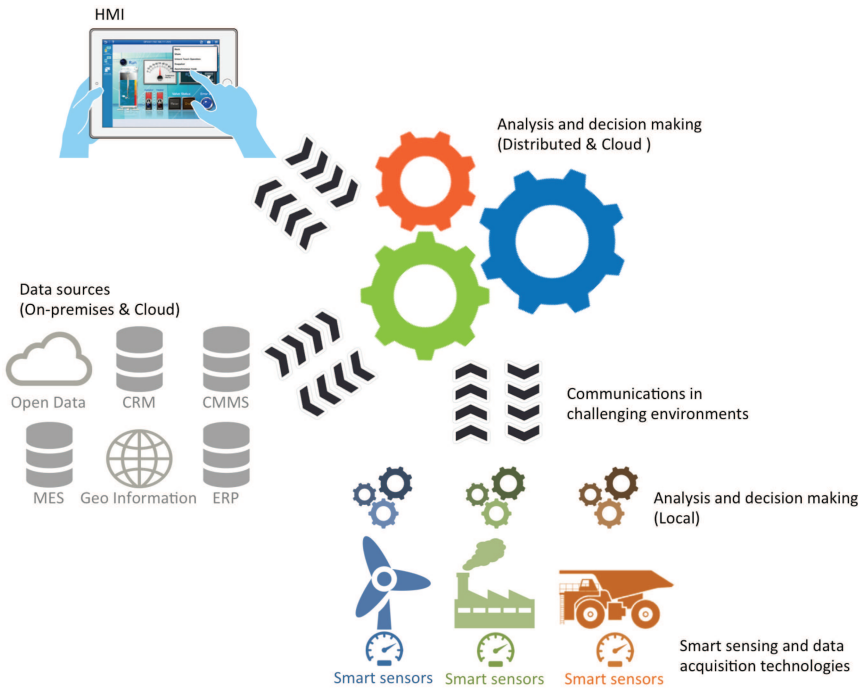 HMI
Analysis and decision making
(Distributed & Cloud )
Data sources
(On-premises & Cloud)
Open Data
CRM
CMMS
MES
Geo Information
ERP
Communications in
challenging environments
Analysis and decision making
(Local)
Smart sensing and data
acquisition technologies
Smart sensors
Smart sensors
Smart sensors